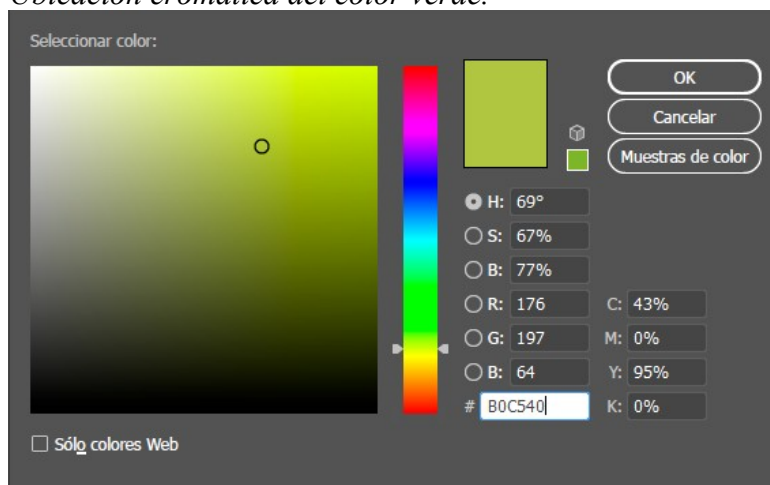 Ubicación cromática del color verde.
Seleccionar color:
OK
Cancelar
Muestras de color
H: 69°
S: 67%
B: 77%
R: 176 C: 43%
G: 197 M: 0%
B: 64 Y: 95%
# B0C540 K: 0%
Sólo colores Web